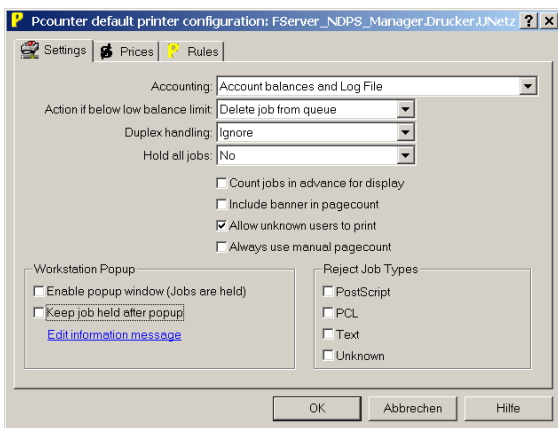 Pcounter default printer configuration: FServer_NDPS_Manager.Drucker.UNetz
Settings
Prices
Rules
Accounting: Account balances and Log File
Action if below low balance limit: Delete job from queue
Duplex handling: Ignore
Hold all jobs: No
Count jobs in advance for display
Include banner in pagecount
Allow unknown users to print
Always use manual pagecount
Workstation Popup
Enable popup window (Jobs are held)
Keep job held after popup
Edit information message
Reject Job Types
PostScript
PCL
Text
Unknown
OK
Abbrechen
Hilfe